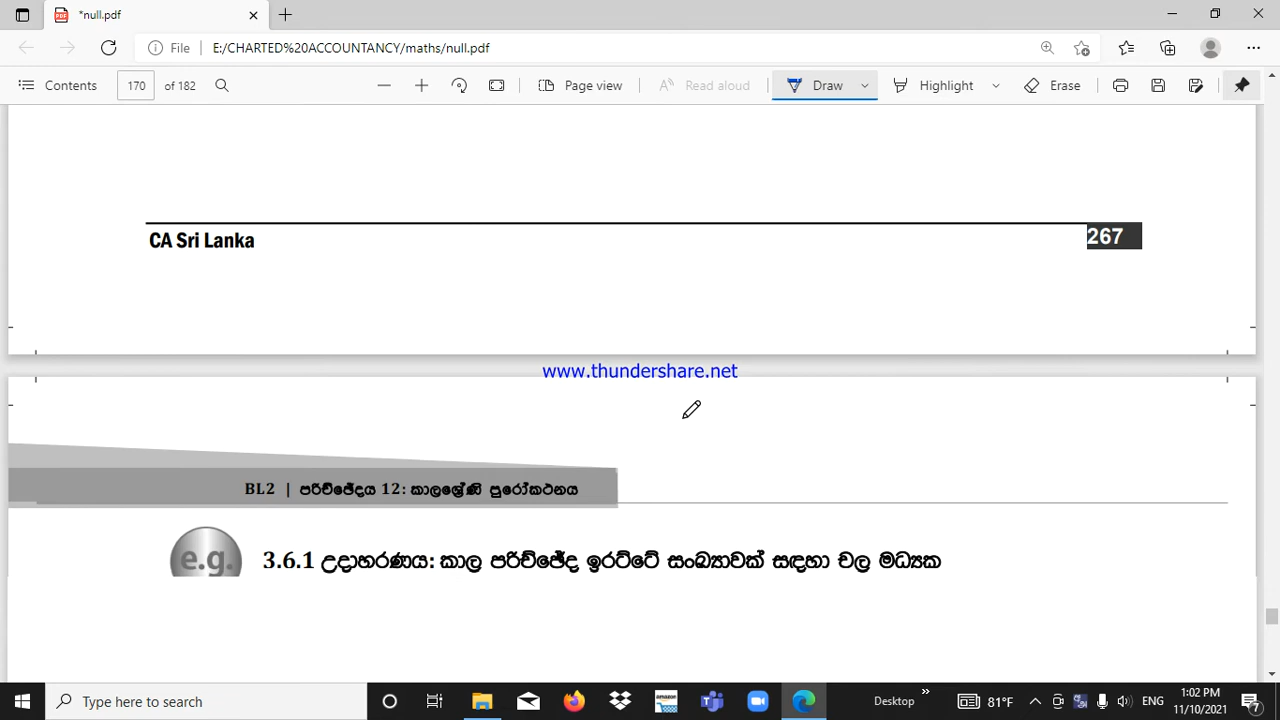 *null.pdf
File E:/CHARTED%20ACCOUNTANCY/maths/null.pdf
Contents 170 of 182 Page view Read aloud Draw Highlight Erase
CA Sri Lanka 267
www.thundershare.net
BL2 | පරිච්ඡේදය 12: කාලශ්‍රේණි පුරෝකථනය
e.g. 3.6.1 උදාහරණය: කාල පරිච්ඡේද ඉරට්ටේ සංඛ්‍යාවක් සඳහා චල මධ්‍යක
Type here to search Desktop 81°F ENG 1:02 PM
11/10/2021
7